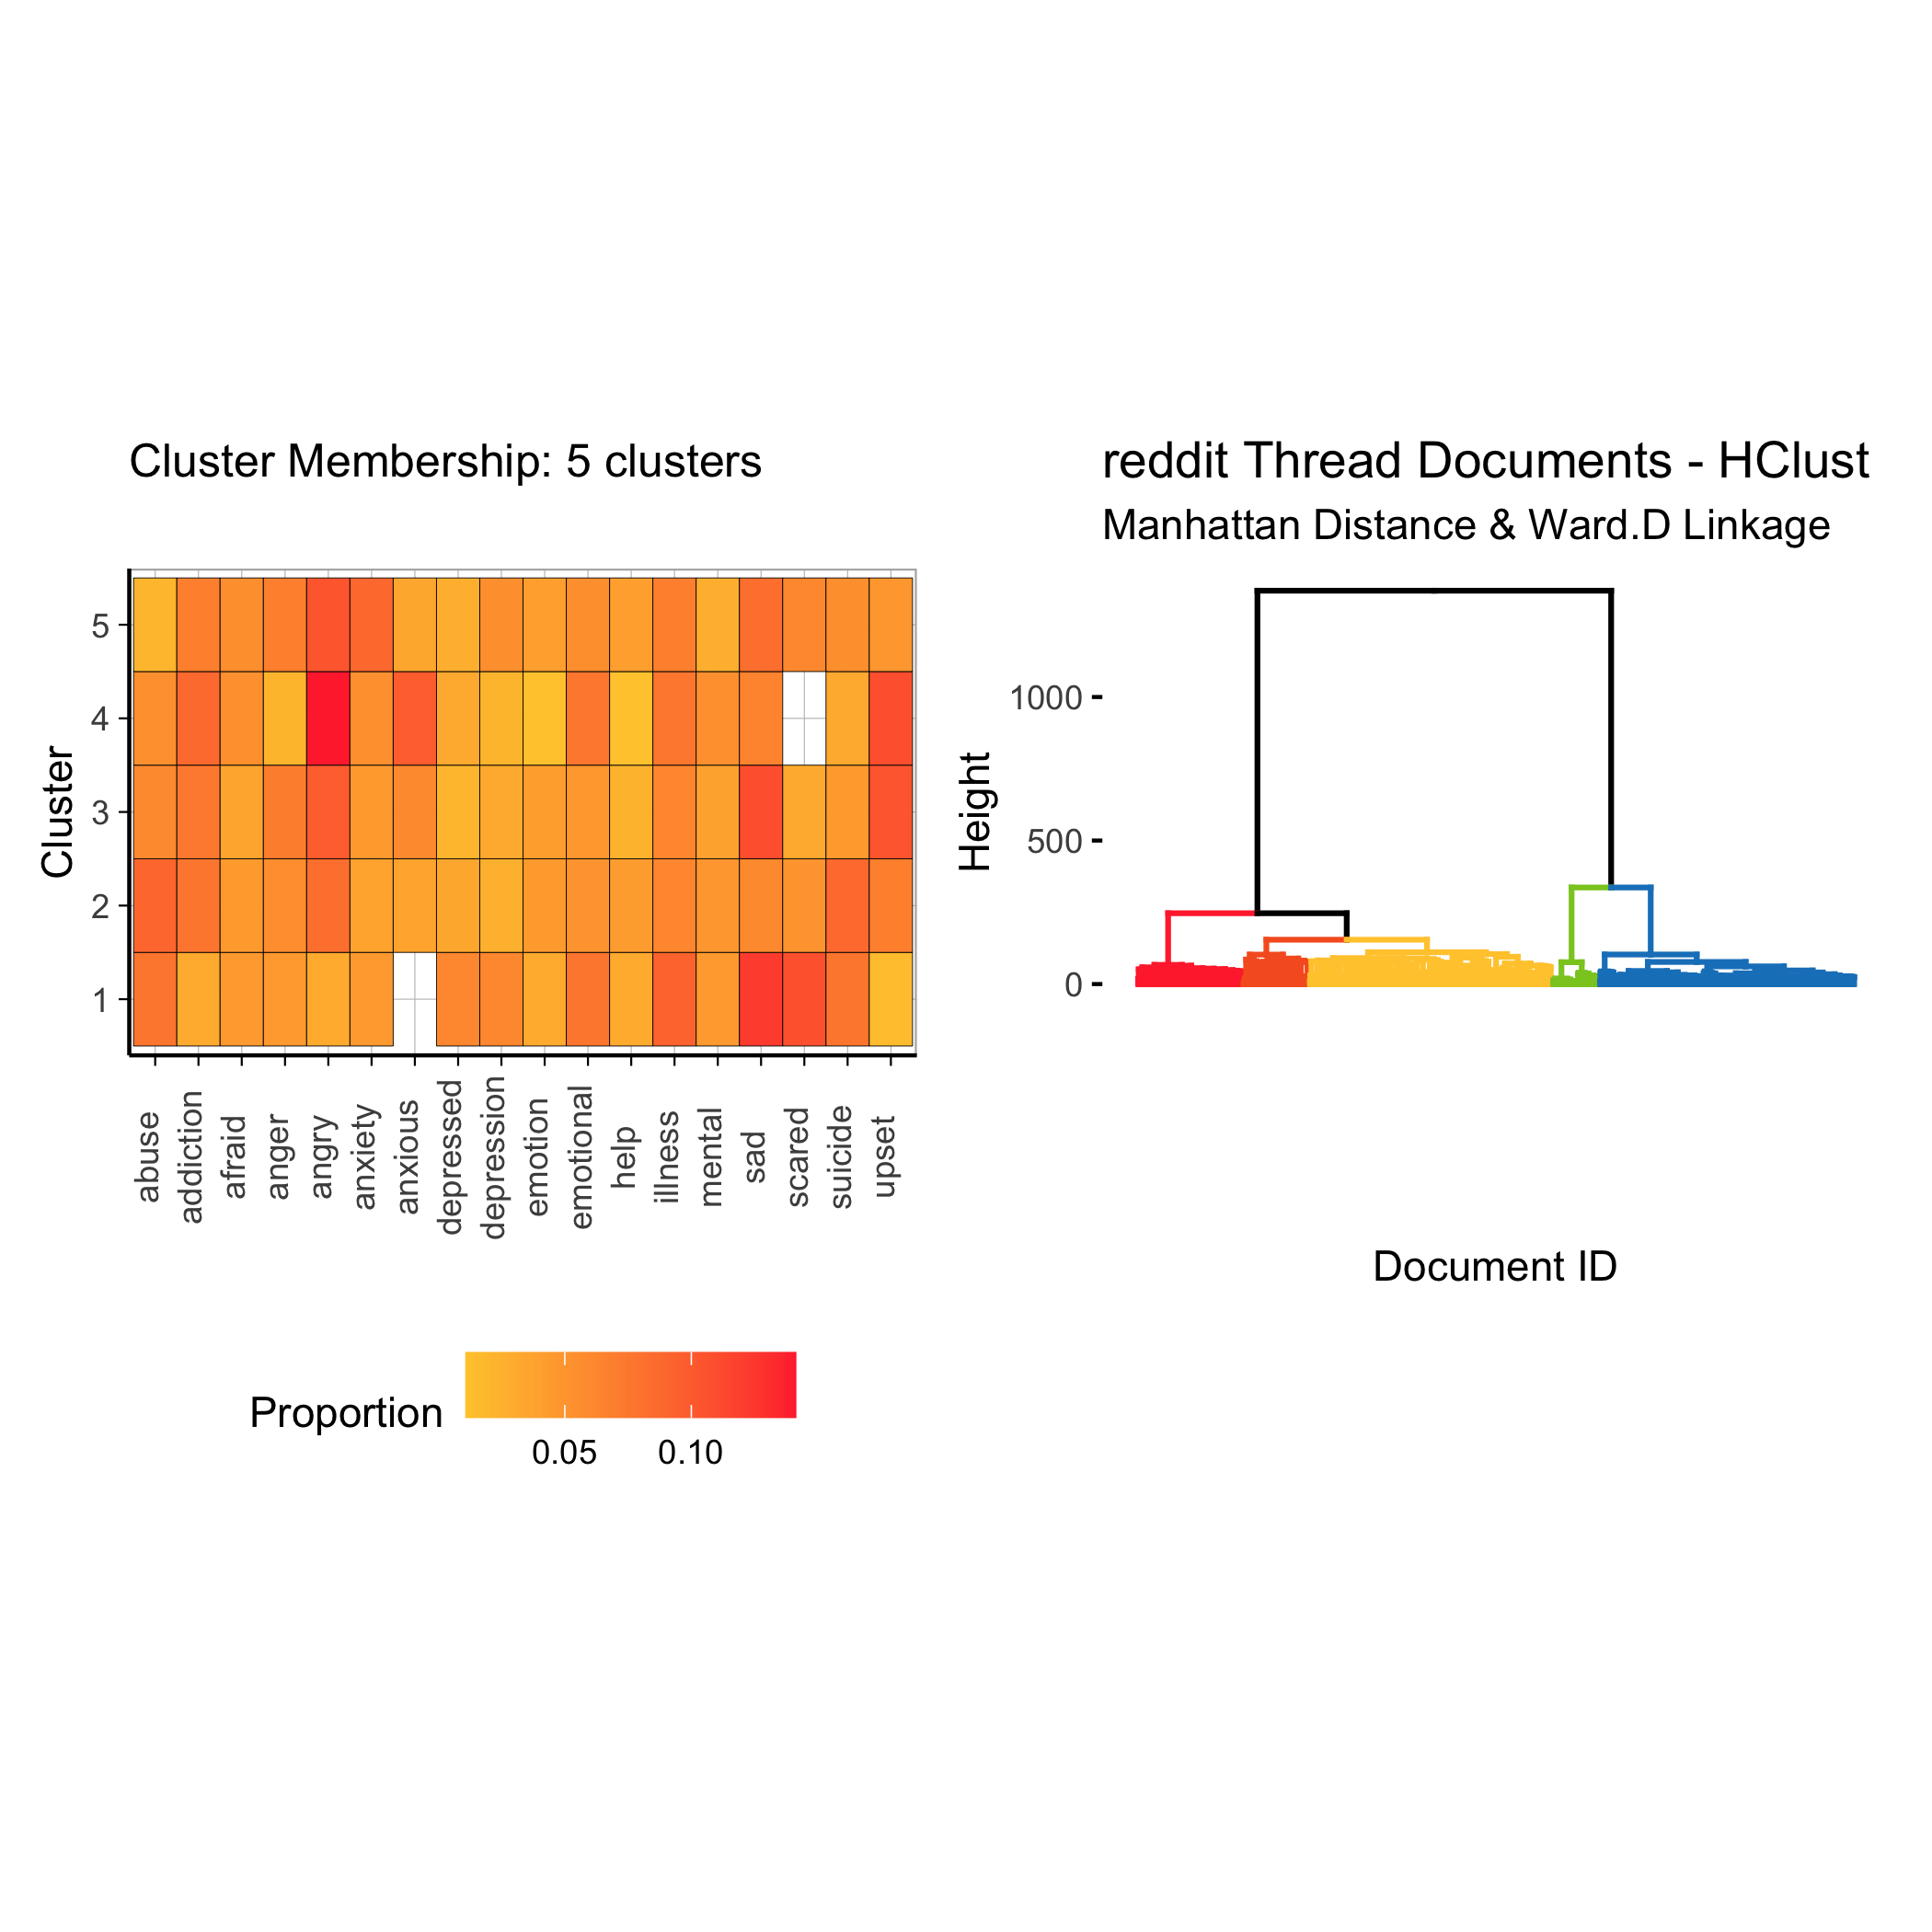 Cluster Membership: 5 clusters
Cluster
5
4
3
2
1
abuse
addiction
afraid
anger
angry
anxiety
anxious
depressed
depression
emotion
emotional
help
illness
mental
sad
scared
suicide
upset
Proportion
0.05
0.10
reddit Thread Documents - HClust
Manhattan Distance & Ward.D Linkage
Height
1000
500
0
Document ID